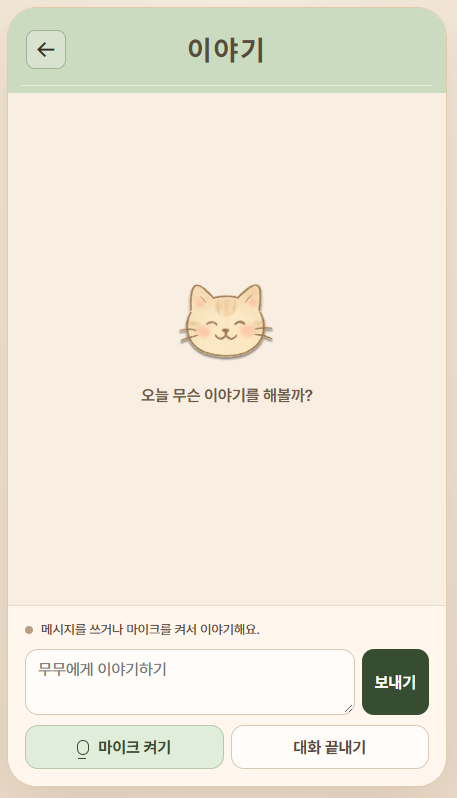 이야기
오늘 무슨 이야기를 해볼까?
메시지를 쓰거나 마이크를 켜서 이야기해요.
무무에게 이야기하기
보내기
마이크 켜기
대화 끝내기